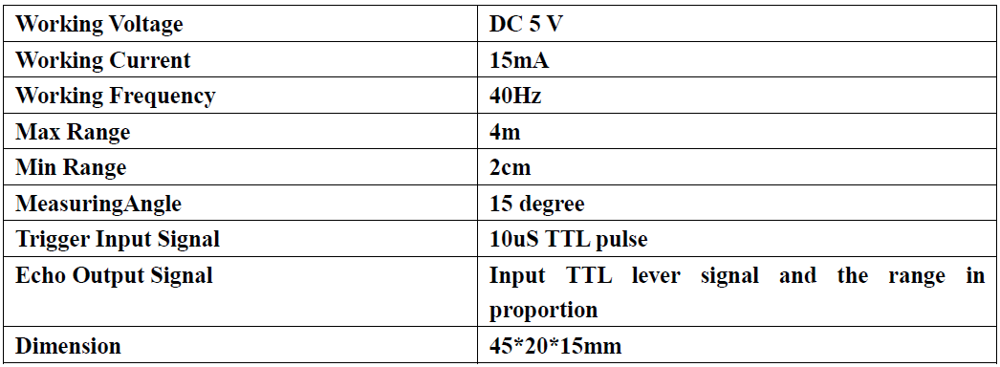 Working Voltage DC 5 V
Working Current 15mA
Working Frequency 40Hz
Max Range 4m
Min Range 2cm
MeasuringAngle 15 degree
Trigger Input Signal 10uS TTL pulse
Echo Output Signal Input TTL lever signal and the range in
proportion
Dimension 45*20*15mm